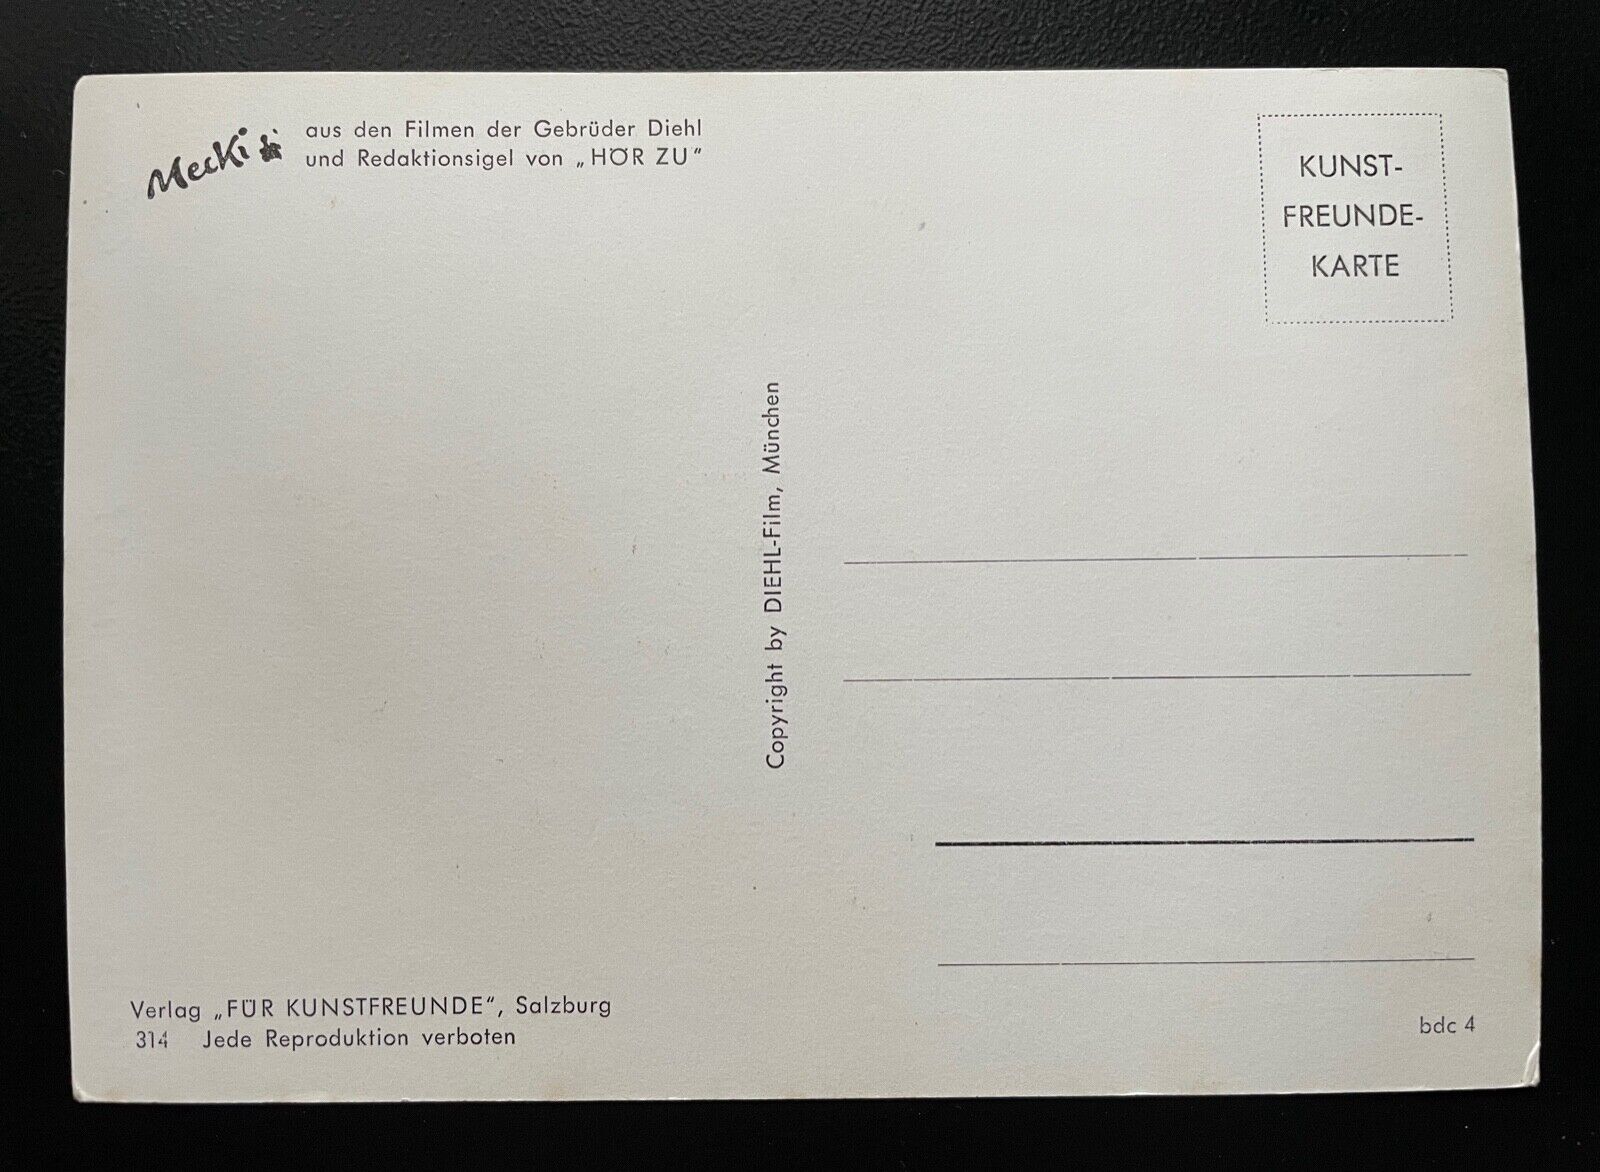 Mecki
aus den Filmen der Gebrüder Diehl
und Redaktionsigel von „HÖR ZU"
KUNST-
FREUNDE-
KARTE
Copyright by DIEHL-Film, München
Verlag „FÜR KUNSTFREUNDE", Salzburg
314 Jede Reproduktion verboten
bdc 4